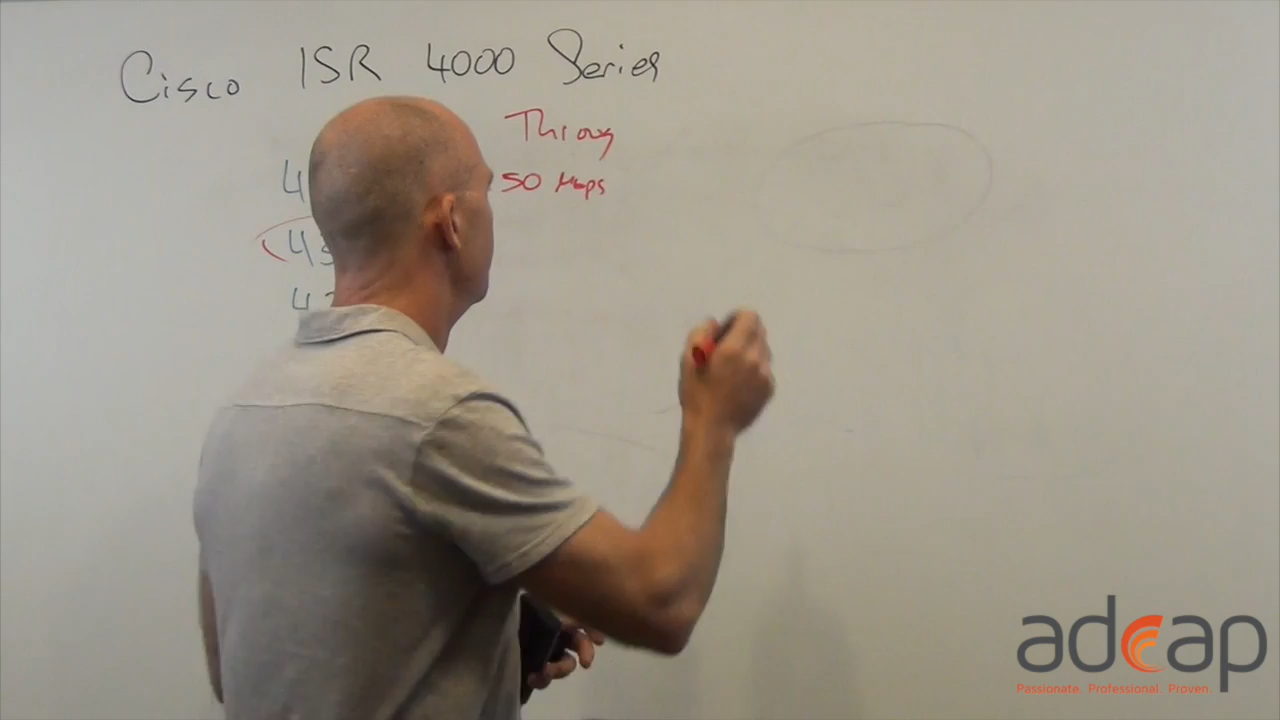 Cisco ISR 4000 Series
Throug
50 Mbps
adcap
Passionate. Professional. Proven.